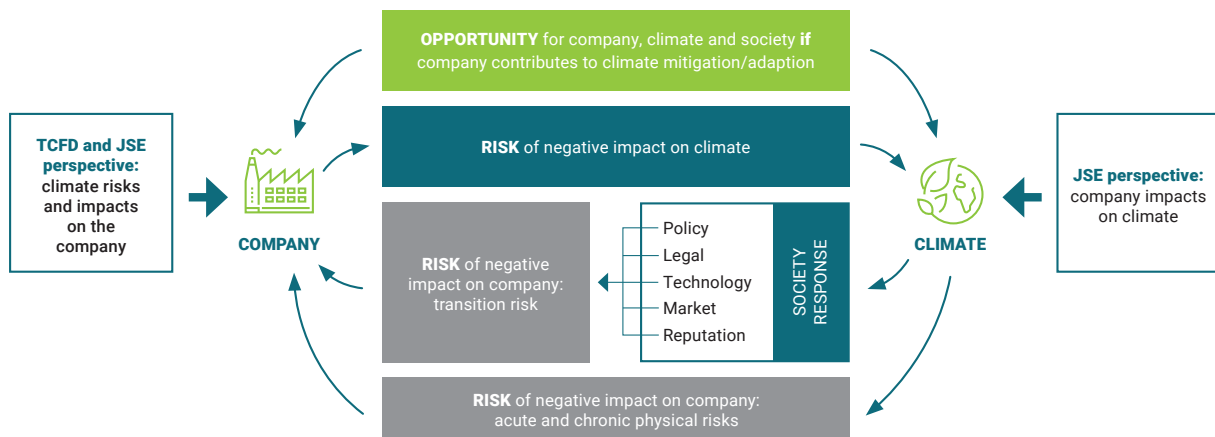 OPPORTUNITY for company, climate and society if
company contributes to climate mitigation/adaption
TCFD and JSE
perspective:
climate risks
and impacts
on the
company
COMPANY
RISK of negative impact on climate
CLIMATE
JSE perspective:
company impacts
on climate
RISK of negative
impact on company:
transition risk
Policy
Legal
Technology
Market
Reputation
SOCIETY
RESPONSE
RISK of negative impact on company:
acute and chronic physical risks